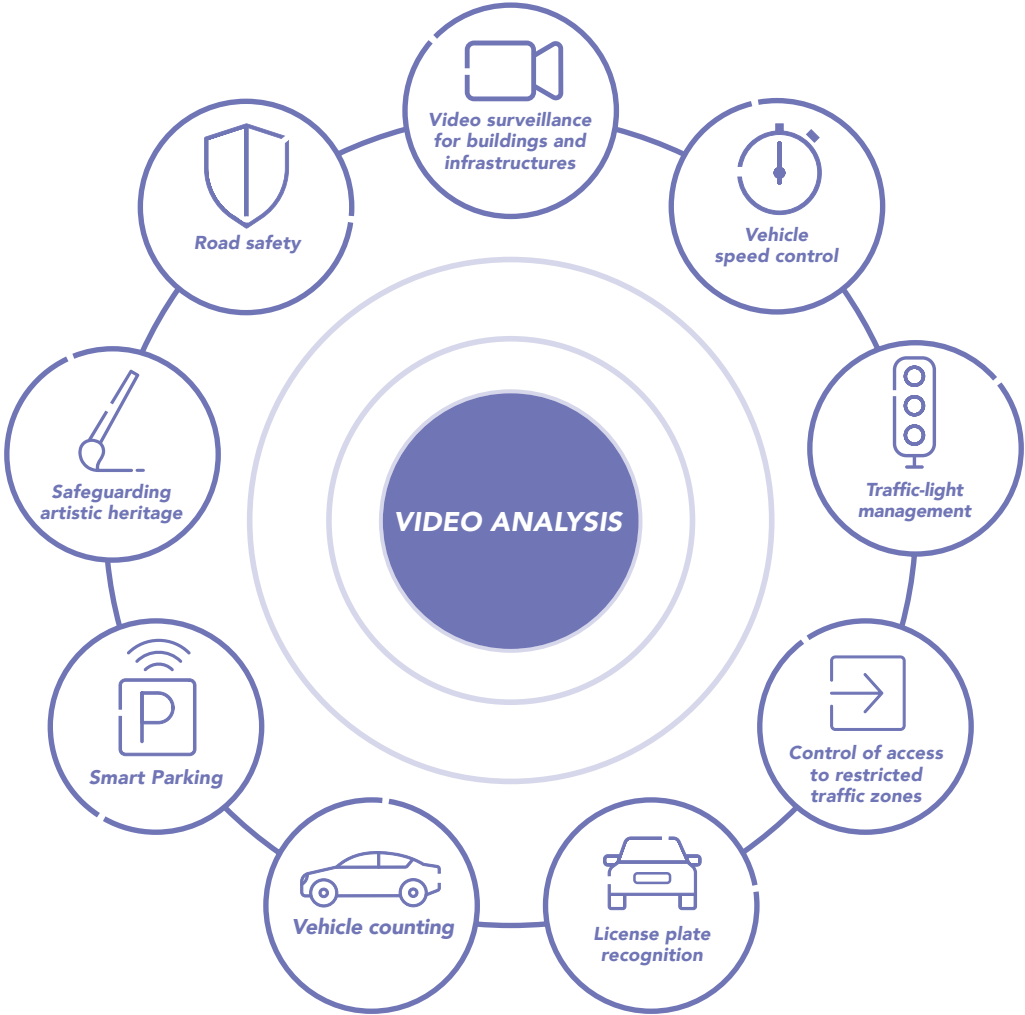 Video surveillance
for buildings and
infrastructures
Vehicle
speed control
Road safety
Traffic-light
management
Safeguarding
artistic heritage
VIDEO ANALYSIS
Control of access
to restricted
traffic zones
P
Smart Parking
License plate
recognition
Vehicle counting